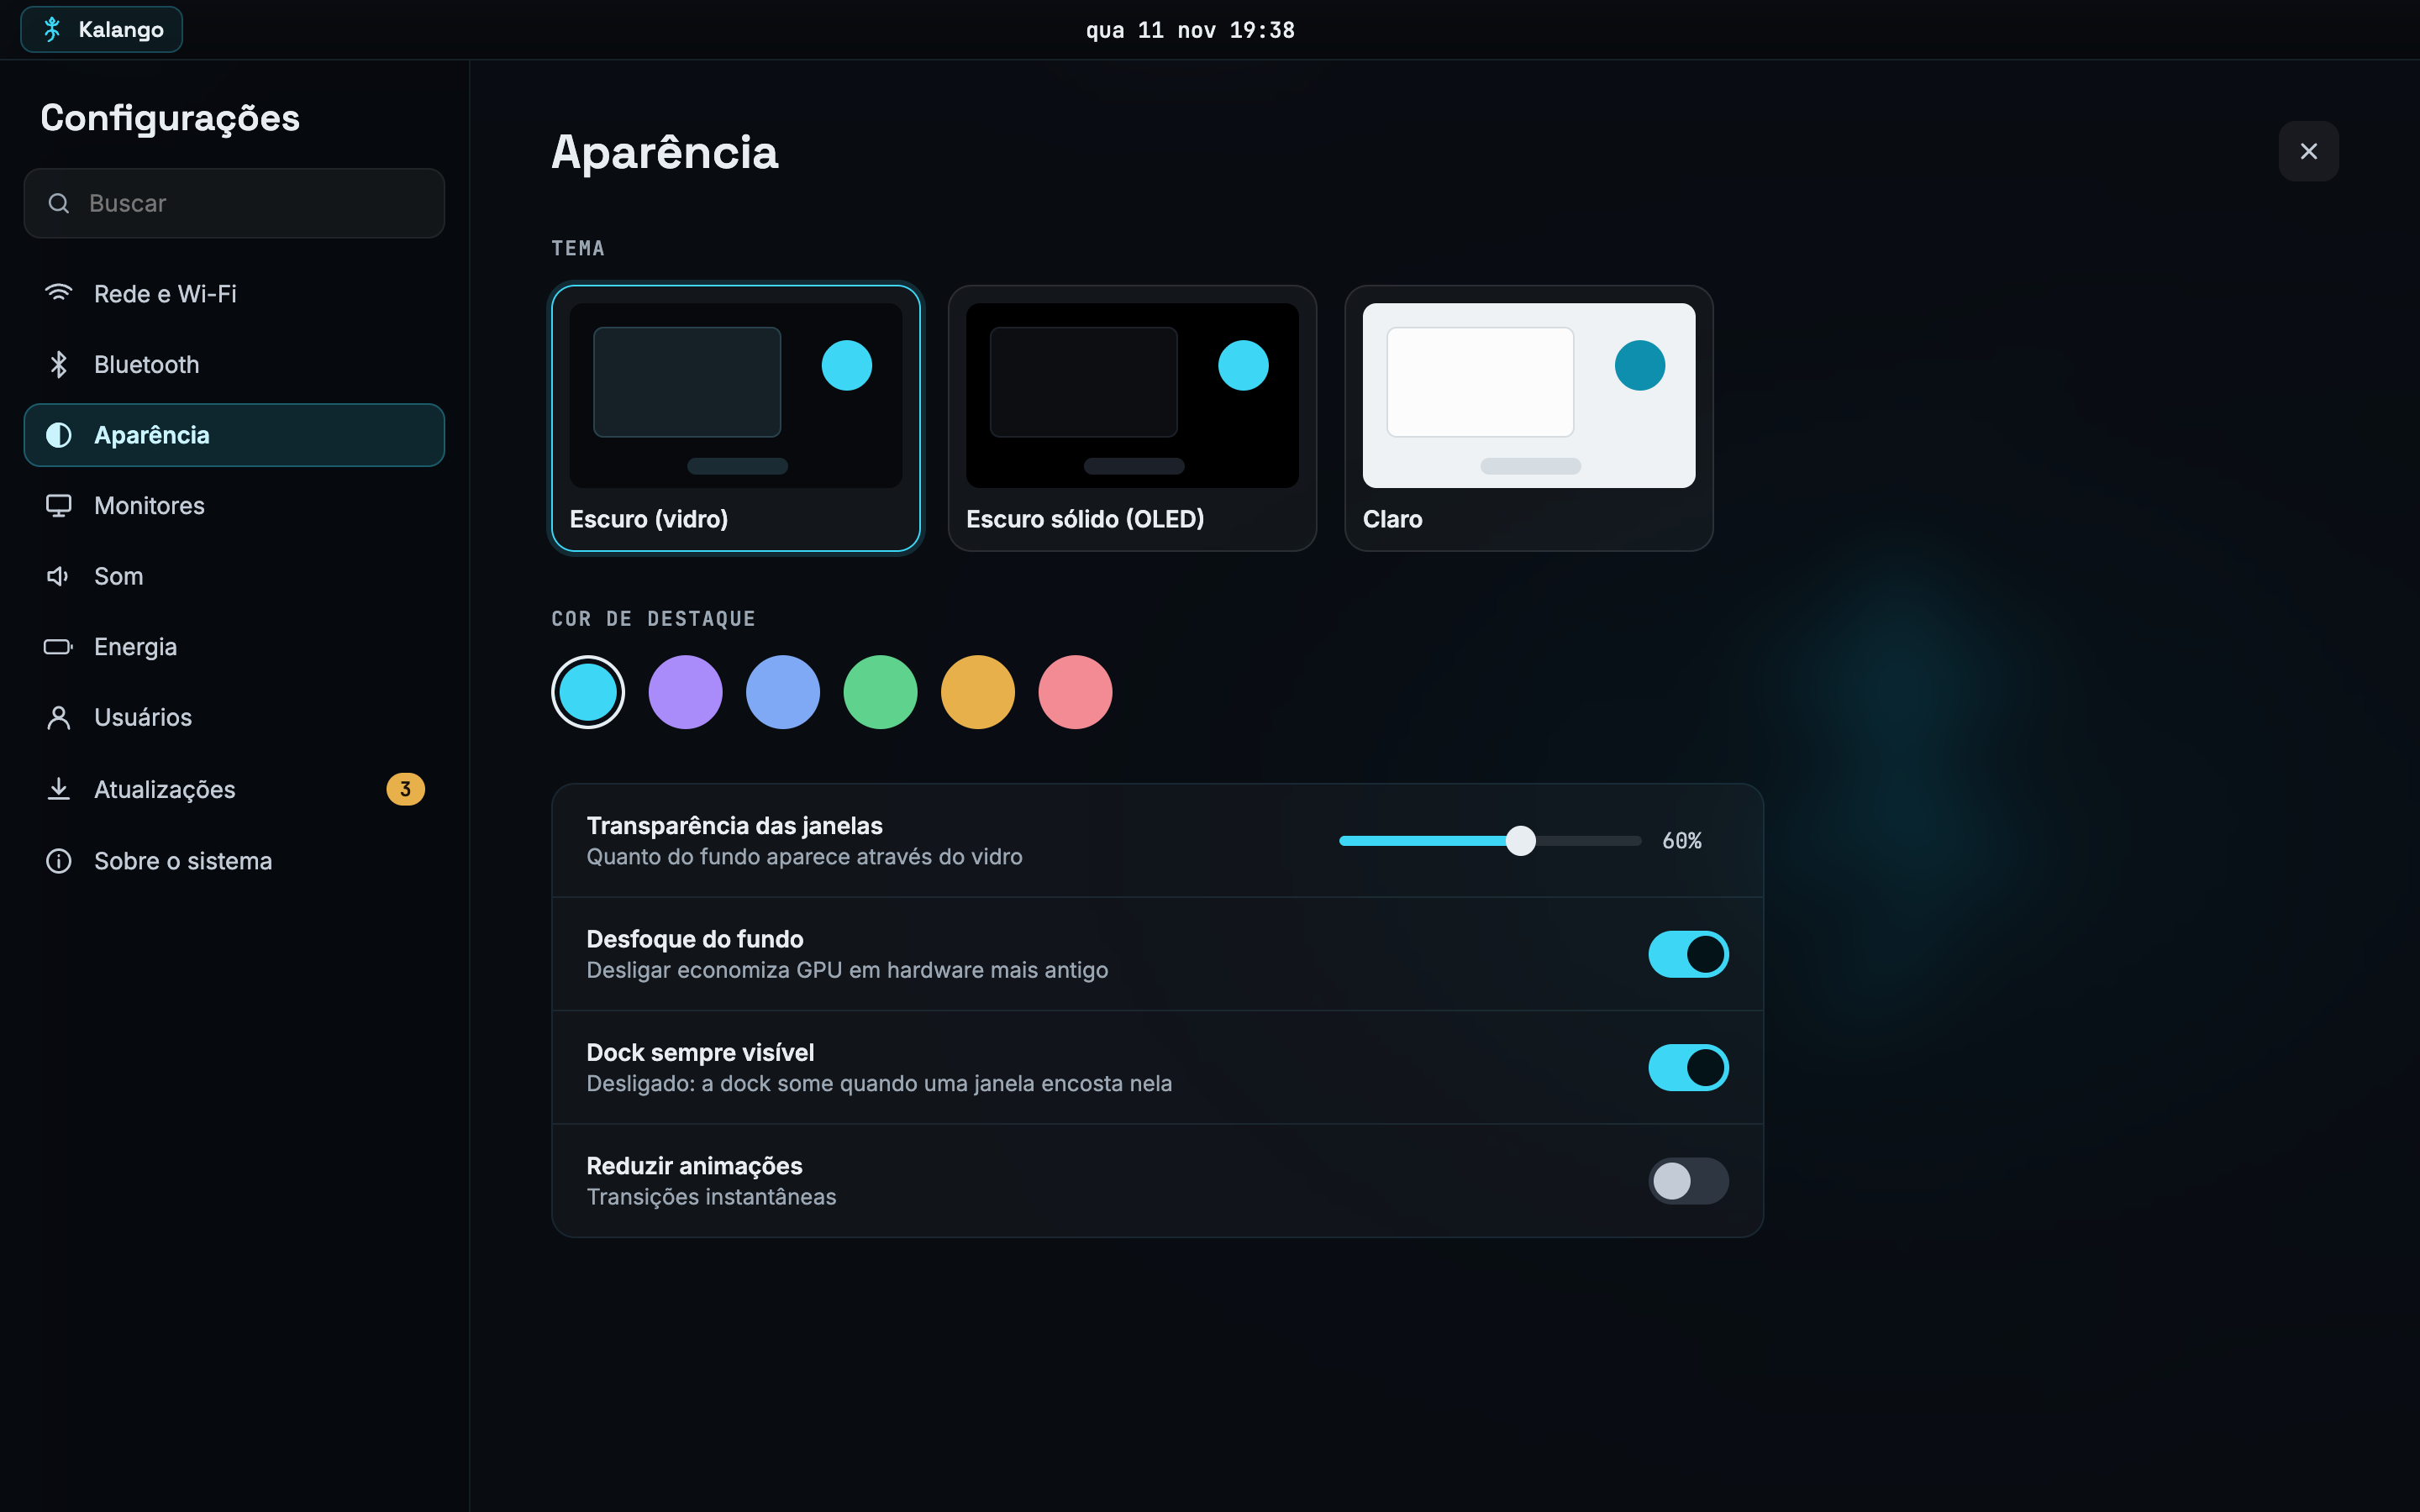 Kalango
qua 11 nov 19:38
Configurações
Buscar
Rede e Wi-Fi
Bluetooth
Aparência
Monitores
Som
Energia
Usuários
Atualizações 3
Sobre o sistema
Aparência
TEMA
Escuro (vidro)
Escuro sólido (OLED)
Claro
COR DE DESTAQUE
Transparência das janelas
Quanto do fundo aparece através do vidro
60%
Desfoque do fundo
Desligar economiza GPU em hardware mais antigo
Dock sempre visível
Desligado: a dock some quando uma janela encosta nela
Reduzir animações
Transições instantâneas